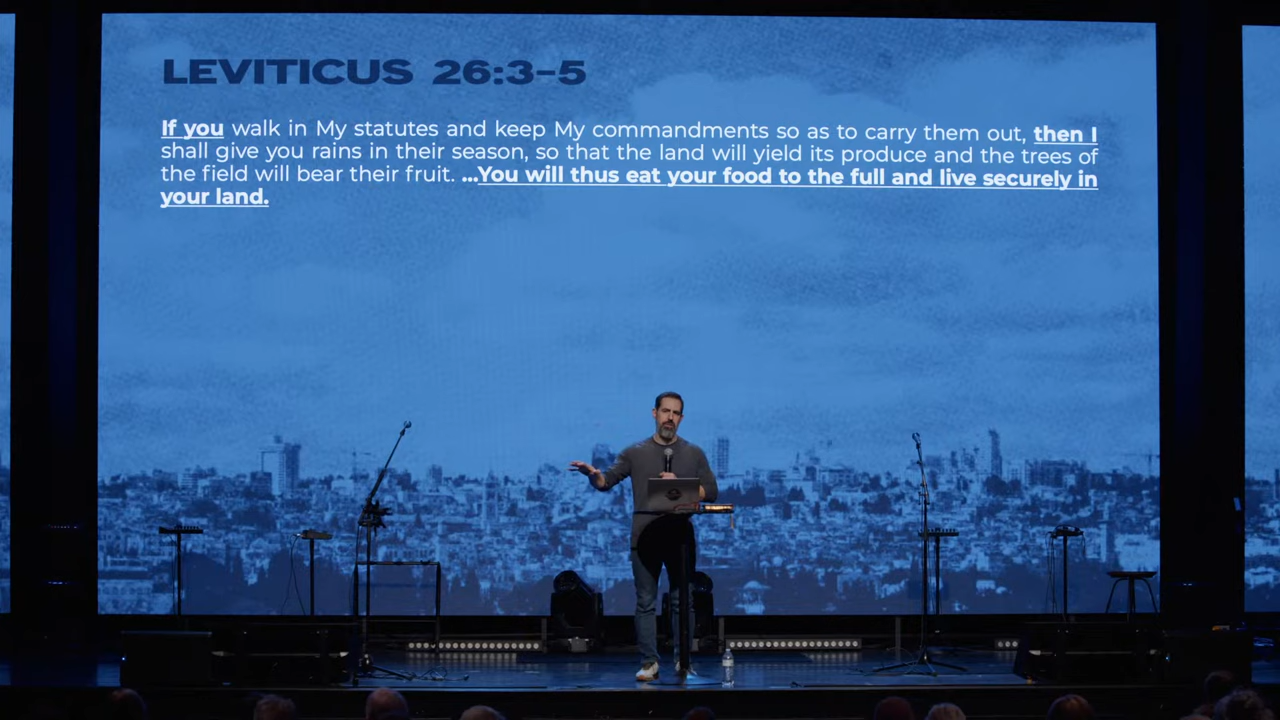 LEVITICUS 26:3–5
If you walk in My statutes and keep My commandments so as to carry them out, then I
shall give you rains in their season, so that the land will yield its produce and the trees of
the field will bear their fruit. ...You will thus eat your food to the full and live securely in
your land.